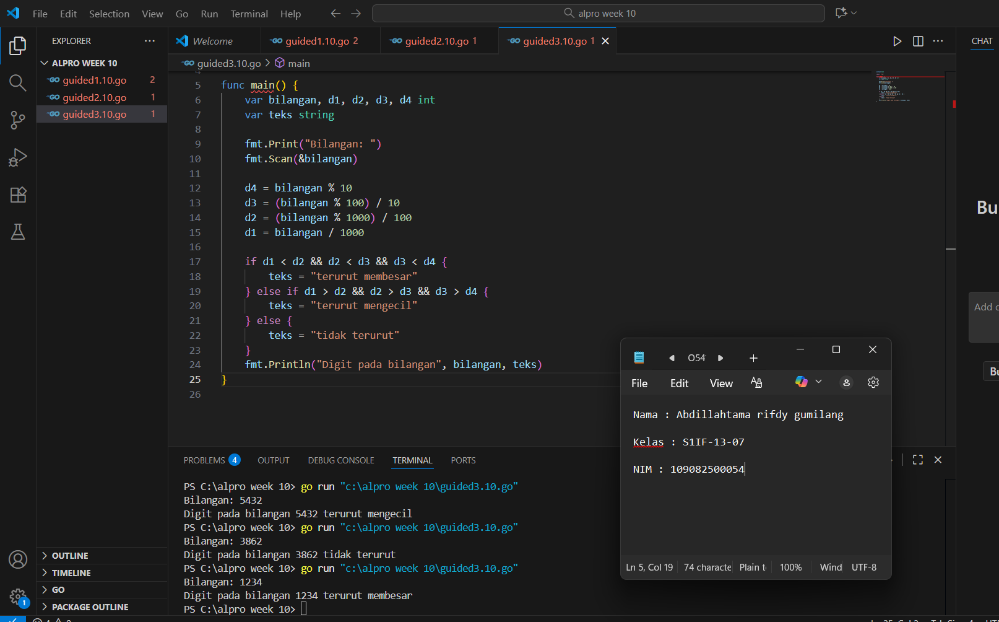 File Edit Selection View Go Run Terminal Help
alpro week 10
EXPLORER
ALPRO WEEK 10
guided1.10.go 2
guided2.10.go 1
guided3.10.go 1
OUTLINE
TIMELINE
GO
PACKAGE OUTLINE
1
Welcome
guided1.10.go 2
guided2.10.go 1
guided3.10.go 1
guided3.10.go > main
5 func main() {
6 var bilangan, d1, d2, d3, d4 int
7 var teks string
8
9 fmt.Print("Bilangan: ")
10 fmt.Scan(&bilangan)
11
12 d4 = bilangan % 10
13 d3 = (bilangan % 100) / 10
14 d2 = (bilangan % 1000) / 100
15 d1 = bilangan / 1000
16
17 if d1 < d2 && d2 < d3 && d3 < d4 {
18 teks = "terurut membesar"
19 } else if d1 > d2 && d2 > d3 && d3 > d4 {
20 teks = "terurut mengecil"
21 } else {
22 teks = "tidak terurut"
23 }
24 fmt.Println("Digit pada bilangan", bilangan, teks)
25 }
26
PROBLEMS 4 OUTPUT DEBUG CONSOLE TERMINAL PORTS
PS C:\alpro week 10> go run "c:\alpro week 10\guided3.10.go"
Bilangan: 5432
Digit pada bilangan 5432 terurut mengecil
PS C:\alpro week 10> go run "c:\alpro week 10\guided3.10.go"
Bilangan: 3862
Digit pada bilangan 3862 tidak terurut
PS C:\alpro week 10> go run "c:\alpro week 10\guided3.10.go"
Bilangan: 1234
Digit pada bilangan 1234 terurut membesar
PS C:\alpro week 10>
O54
File Edit View
Nama : Abdillahtama rifdy gumilang
Kelas : S1IF-13-07
NIM : 109082500054
Ln 5, Col 19 74 characte Plain t 100% Wind UTF-8
CHAT
Bu
Add
Bu